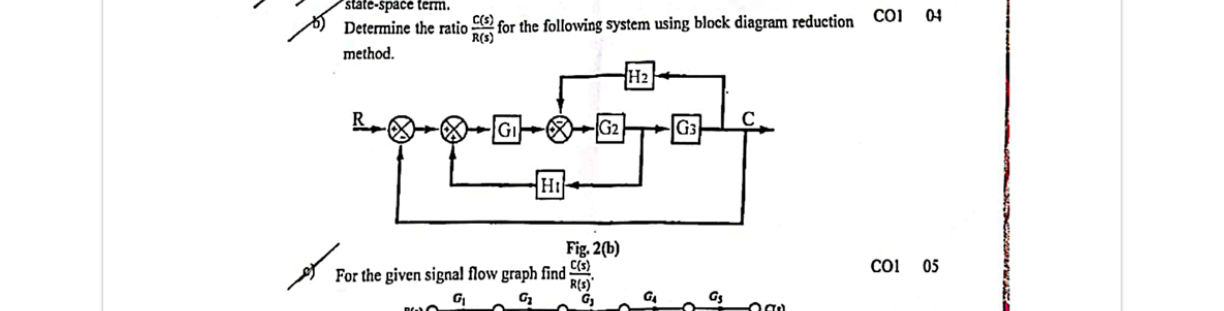 state-space term.
b) Determine the ratio C(s)/R(s) for the following system using block diagram reduction CO1 04
method.
H2
R G1 G2 G3 C
H1
Fig. 2(b)
c) For the given signal flow graph find C(s)/R(s). CO1 05
G1 G2 G3 G4 G5